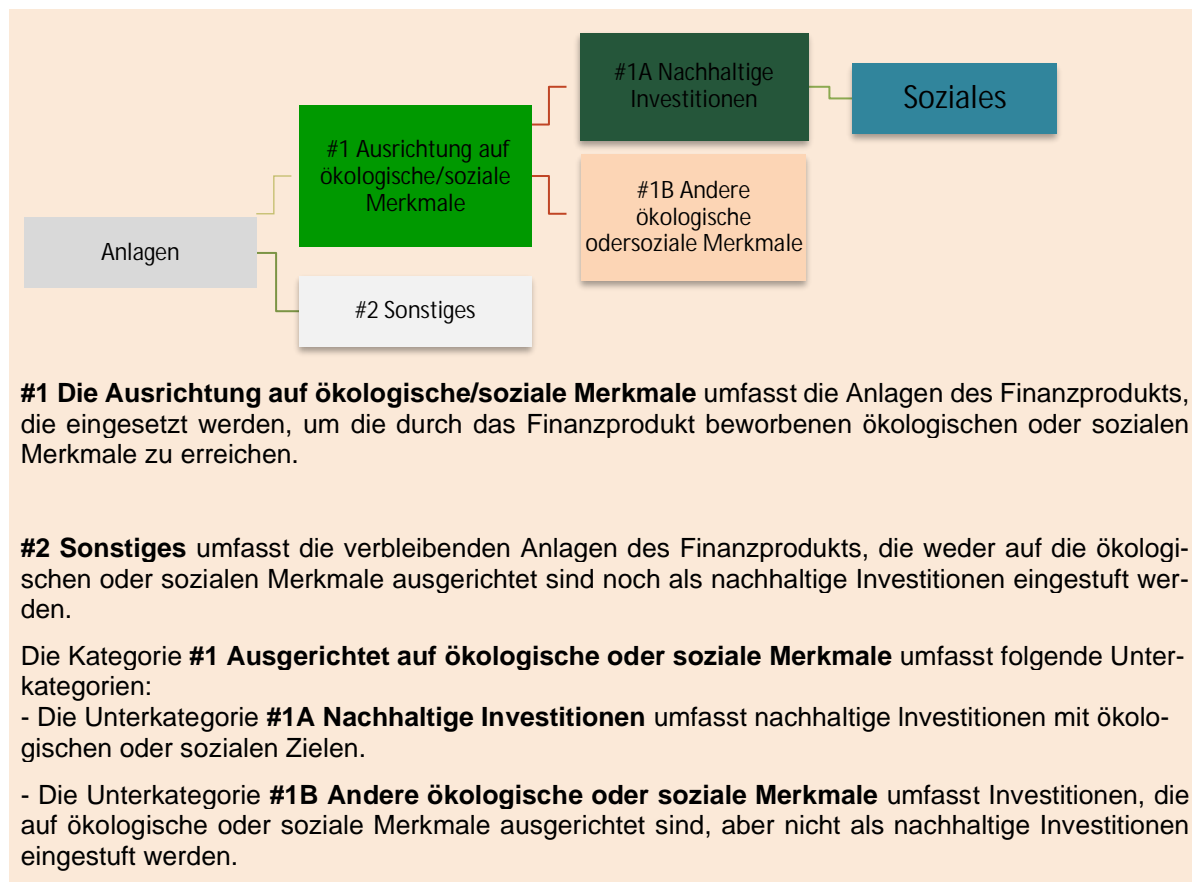 #1A Nachhaltige
Investitionen
Soziales
#1 Ausrichtung auf
ökologische/soziale
Merkmale
#1B Andere
ökologische
odersoziale Merkmale
Anlagen
#2 Sonstiges
#1 Die Ausrichtung auf ökologische/soziale Merkmale umfasst die Anlagen des Finanzprodukts,
die eingesetzt werden, um die durch das Finanzprodukt beworbenen ökologischen oder sozialen
Merkmale zu erreichen.
#2 Sonstiges umfasst die verbleibenden Anlagen des Finanzprodukts, die weder auf die ökologi-
schen oder sozialen Merkmale ausgerichtet sind noch als nachhaltige Investitionen eingestuft wer-
den.
Die Kategorie #1 Ausgerichtet auf ökologische oder soziale Merkmale umfasst folgende Unter-
kategorien:
- Die Unterkategorie #1A Nachhaltige Investitionen umfasst nachhaltige Investitionen mit ökolo-
gischen oder sozialen Zielen.
- Die Unterkategorie #1B Andere ökologische oder soziale Merkmale umfasst Investitionen, die
auf ökologische oder soziale Merkmale ausgerichtet sind, aber nicht als nachhaltige Investitionen
eingestuft werden.